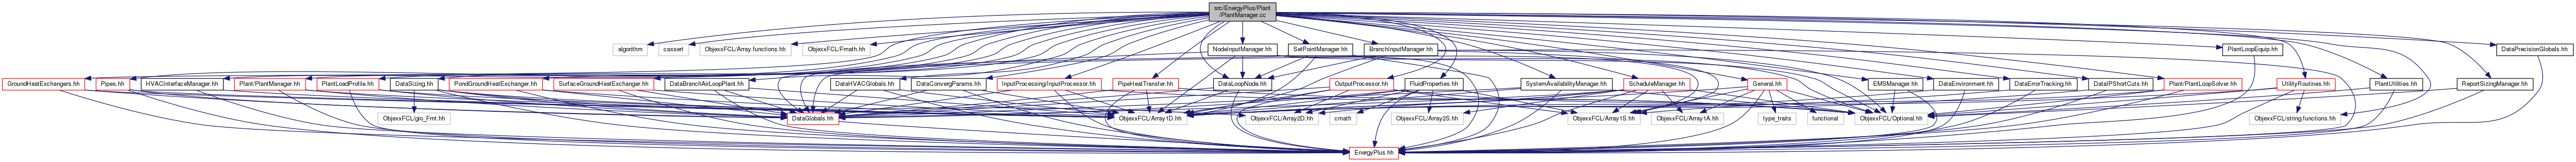 src/EnergyPlus/Plant
/PlantManager.cc
algorithm
cassert
ObjexxFCL/Array.functions.hh
ObjexxFCL/Fmath.hh
NodeInputManager.hh
SetPointManager.hh
BranchInputManager.hh
PlantLoopEquip.hh
DataPrecisionGlobals.hh
GroundHeatExchangers.hh
Pipes.hh
HVACInterfaceManager.hh
Plant/PlantManager.hh
PlantLoadProfile.hh
DataSizing.hh
PondGroundHeatExchanger.hh
SurfaceGroundHeatExchanger.hh
DataBranchAirLoopPlant.hh
DataHVACGlobals.hh
DataConvergParams.hh
InputProcessing/InputProcessor.hh
PipeHeatTransfer.hh
DataLoopNode.hh
OutputProcessor.hh
FluidProperties.hh
SystemAvailabilityManager.hh
ScheduleManager.hh
General.hh
EMSManager.hh
DataEnvironment.hh
DataErrorTracking.hh
DataIPShortCuts.hh
Plant/PlantLoopSolver.hh
UtilityRoutines.hh
PlantUtilities.hh
ReportSizingManager.hh
ObjexxFCL/gio_Fmt.hh
DataGlobals.hh
ObjexxFCL/Array1D.hh
ObjexxFCL/Array2D.hh
cmath
ObjexxFCL/Array2S.hh
ObjexxFCL/Array1S.hh
ObjexxFCL/Array1A.hh
type_traits
functional
ObjexxFCL/Optional.hh
ObjexxFCL/string.functions.hh
EnergyPlus.hh